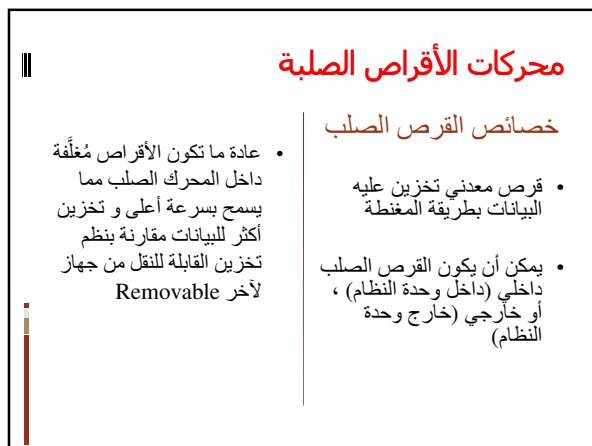 محركات الأقراص الصلبة
خصائص القرص الصلب
• قرص معدني تخزين عليه
البيانات بطريقة المغنطة
• يمكن أن يكون القرص الصلب
داخلي (داخل وحدة النظام) ،
أو خارجي (خارج وحدة
النظام)
• عادة ما تكون الأقراص مُغلَّفة
داخل المحرك الصلب مما
يسمح بسرعة أعلى و تخزين
أكثر للبيانات مقارنة بنظم
تخزين القابلة للنقل من جهاز
لآخر Removable